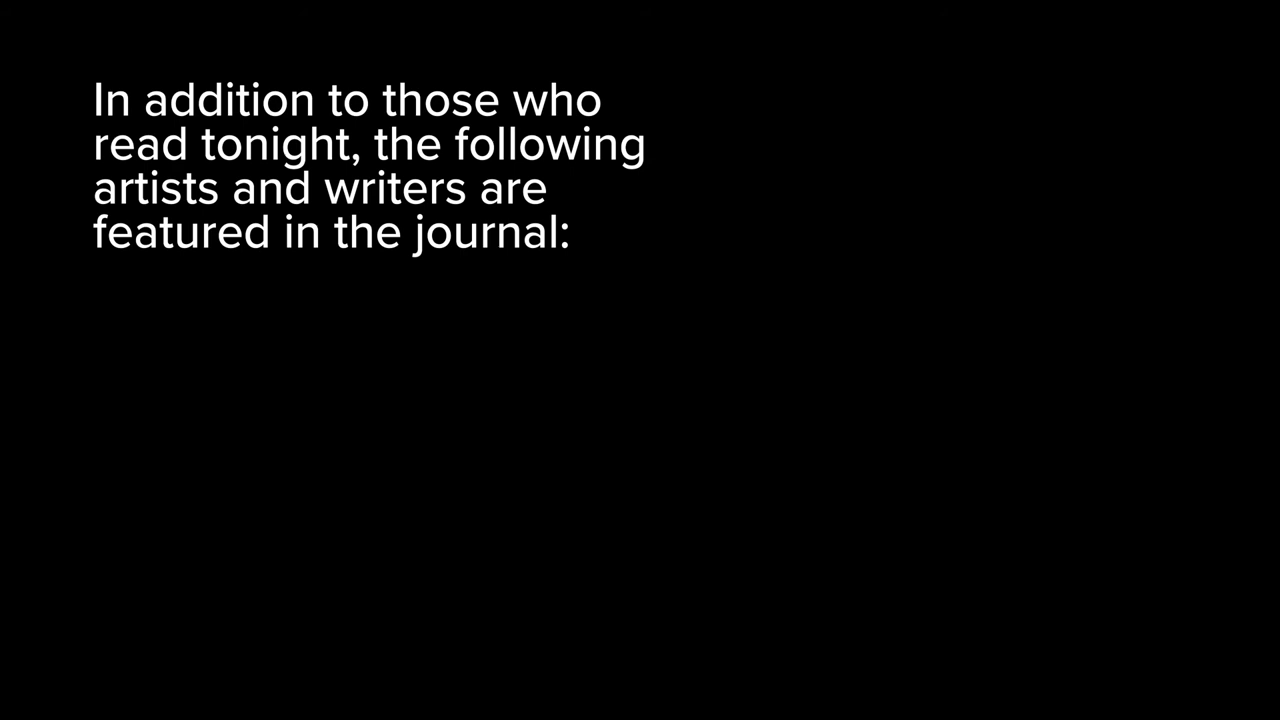 In addition to those who
read tonight, the following
artists and writers are
featured in the journal: